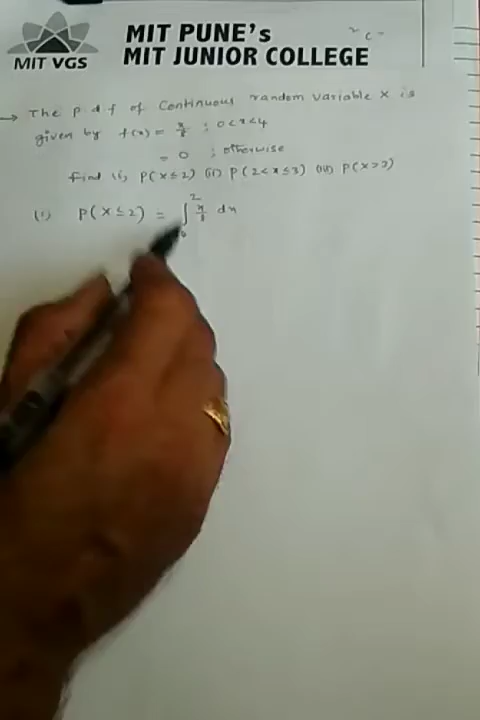 MIT PUNE's
MIT JUNIOR COLLEGE
MIT VGS
→ The p d f of Continuous random variable X is
given by f(x) = x/8 ; 0<x<4
= 0 ; otherwise
Find (i) P(X≤2) (ii) P(2<x≤3) (iii) P(X>3)
(i) P(X≤2) = ∫ 2 x/8 dx